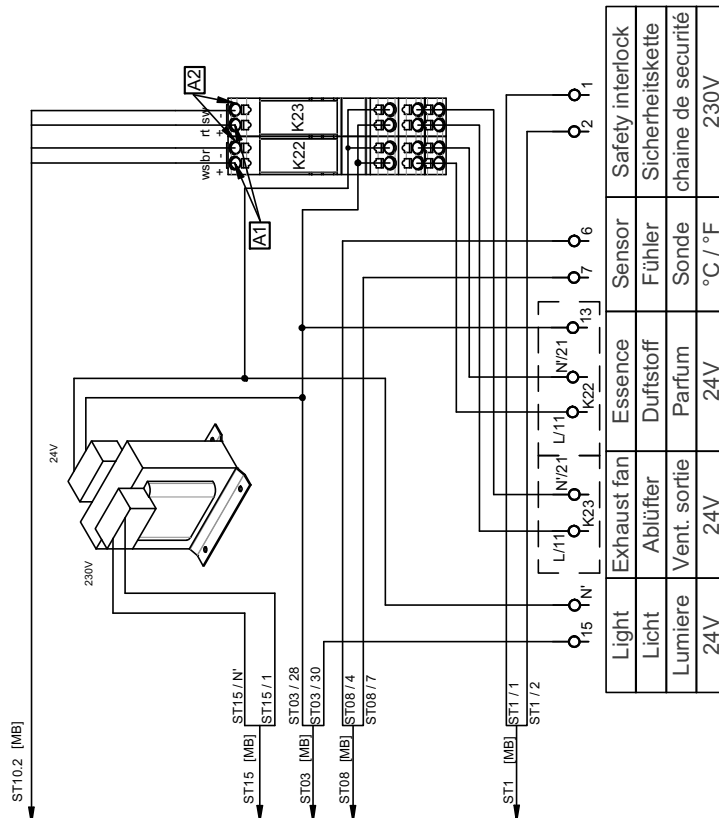 A2
sw
-
rt
+
br
-
ws
+
K23
K22
A1
24V
230V
ST10.2 [MB]
ST15 / N'
ST15 / 1
ST15 [MB]
ST03 / 28
ST03 / 30
ST03 [MB]
ST08 / 4
ST08 / 7
ST08 [MB]
ST1 / 1
ST1 / 2
ST1 [MB]
1
2
6
7
13
N'/21
K22
L/11
N'/21
K23
L/11
N'
15
Safety interlock
Sicherheitskette
chaine de securité
230V
Sensor
Fühler
Sonde
°C / °F
Essence
Duftstoff
Parfum
24V
Exhaust fan
Ablüfter
Vent. sortie
24V
Light
Licht
Lumiere
24V